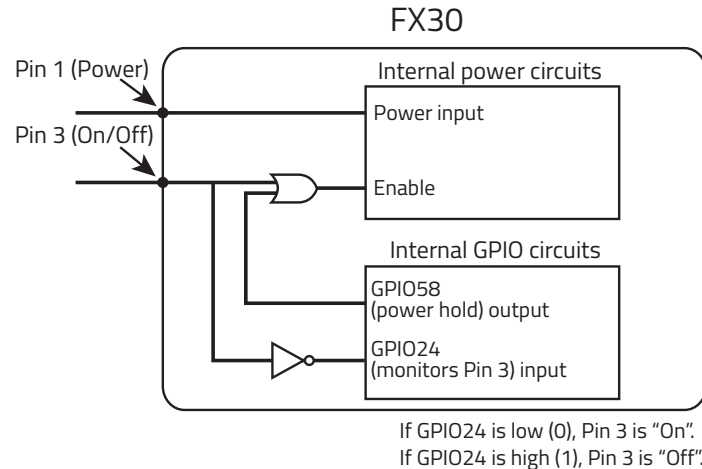 FX30
Pin 1 (Power)
Internal power circuits
Power input
Pin 3 (On/Off)
Enable
Internal GPIO circuits
GPIO58
(power hold) output
GPIO24
(monitors Pin 3) input
If GPIO24 is low (0), Pin 3 is “On”.
If GPIO24 is high (1), Pin 3 is “Off”.